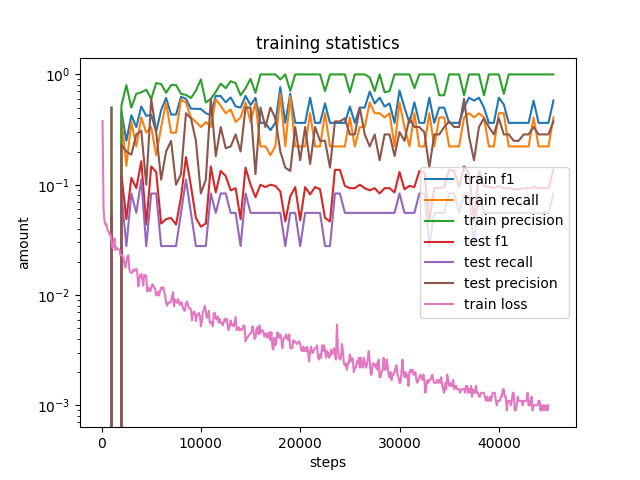 training statistics
10⁰
10⁻¹
10⁻²
10⁻³
amount
train f1
train recall
train precision
test f1
test recall
test precision
train loss
0 10000 20000 30000 40000
steps